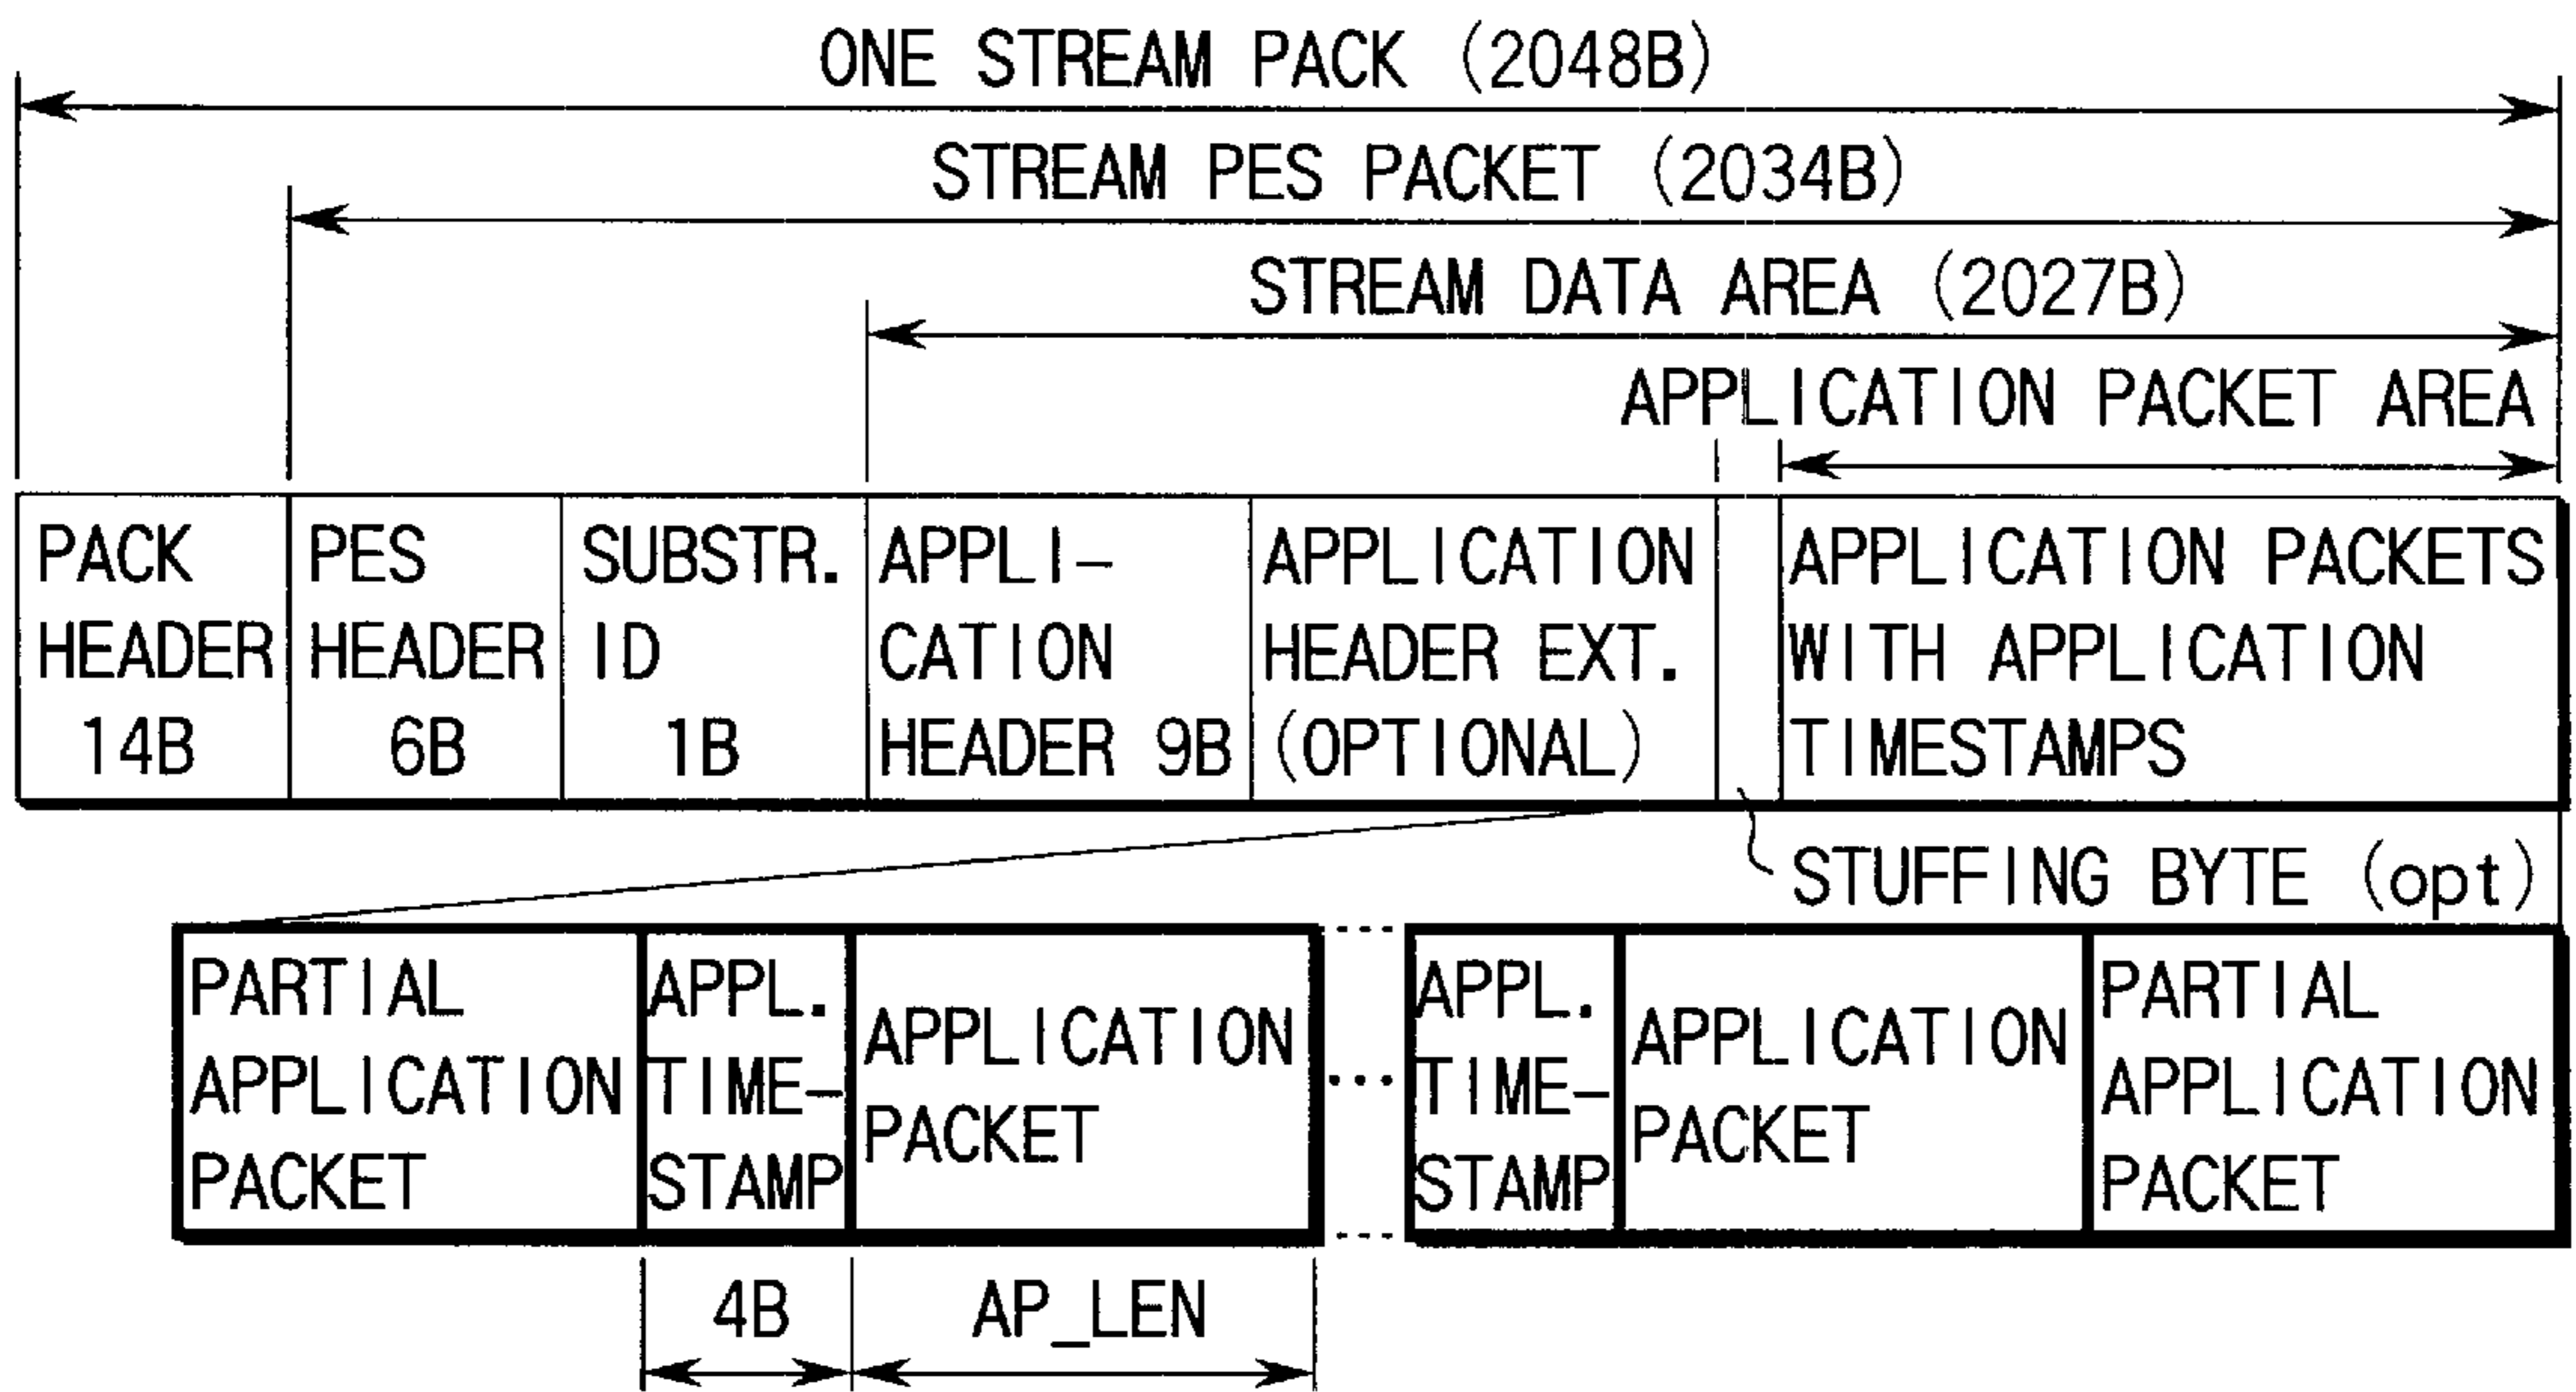 ONE STREAM PACK (2048B)
STREAM PES PACKET (2034B)
STREAM DATA AREA (2027B)
APPLICATION PACKET AREA
PACK
HEADER
14B
PES
HEADER
6B
SUBSTR.
ID
1B
APPLI-
CATION
HEADER 9B
APPLICATION
HEADER EXT.
(OPTIONAL)
APPLICATION PACKETS
WITH APPLICATION
TIMESTAMPS
STUFFING BYTE (opt)
PARTIAL
APPLICATION
PACKET
APPL.
TIME-
STAMP
APPLICATION
PACKET
...
APPL.
TIME-
STAMP
APPLICATION
PACKET
PARTIAL
APPLICATION
PACKET
4B
AP_LEN